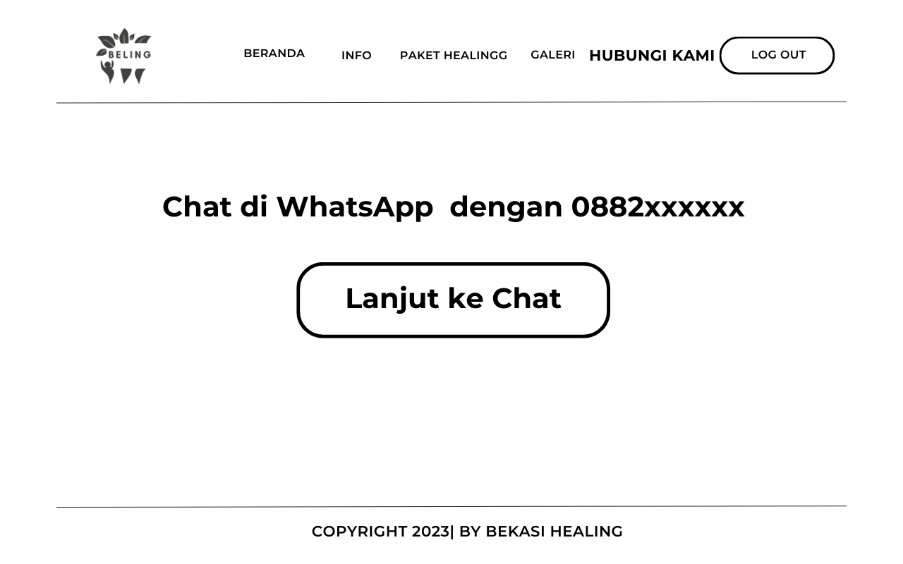 BELING
BERANDA INFO PAKET HEALINGG GALERI HUBUNGI KAMI LOG OUT
Chat di WhatsApp dengan 0882xxxxxx
Lanjut ke Chat
COPYRIGHT 2023| BY BEKASI HEALING